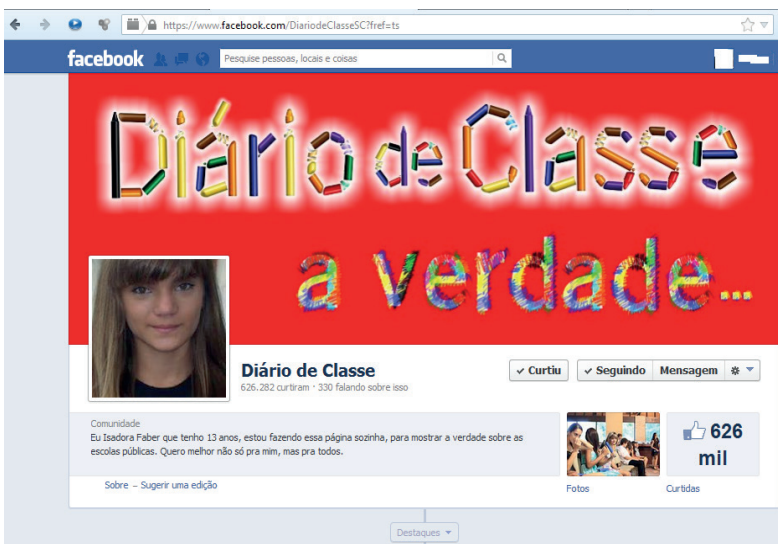 https://www.facebook.com/DiariodeClasseSC?fref=ts
facebook
Pesquise pessoas, locais e coisas
Diário de Classe
a verdade...
Diário de Classe
626.282 curtiram · 330 falando sobre isso
✓ Curtiu
✓ Seguindo
Mensagem
Comunidade
Eu Isadora Faber que tenho 13 anos, estou fazendo essa página sozinha, para mostrar a verdade sobre as
escolas públicas. Quero melhor não só pra mim, mas pra todos.
626
mil
Sobre – Sugerir uma edição
Fotos
Curtidas
Destaques